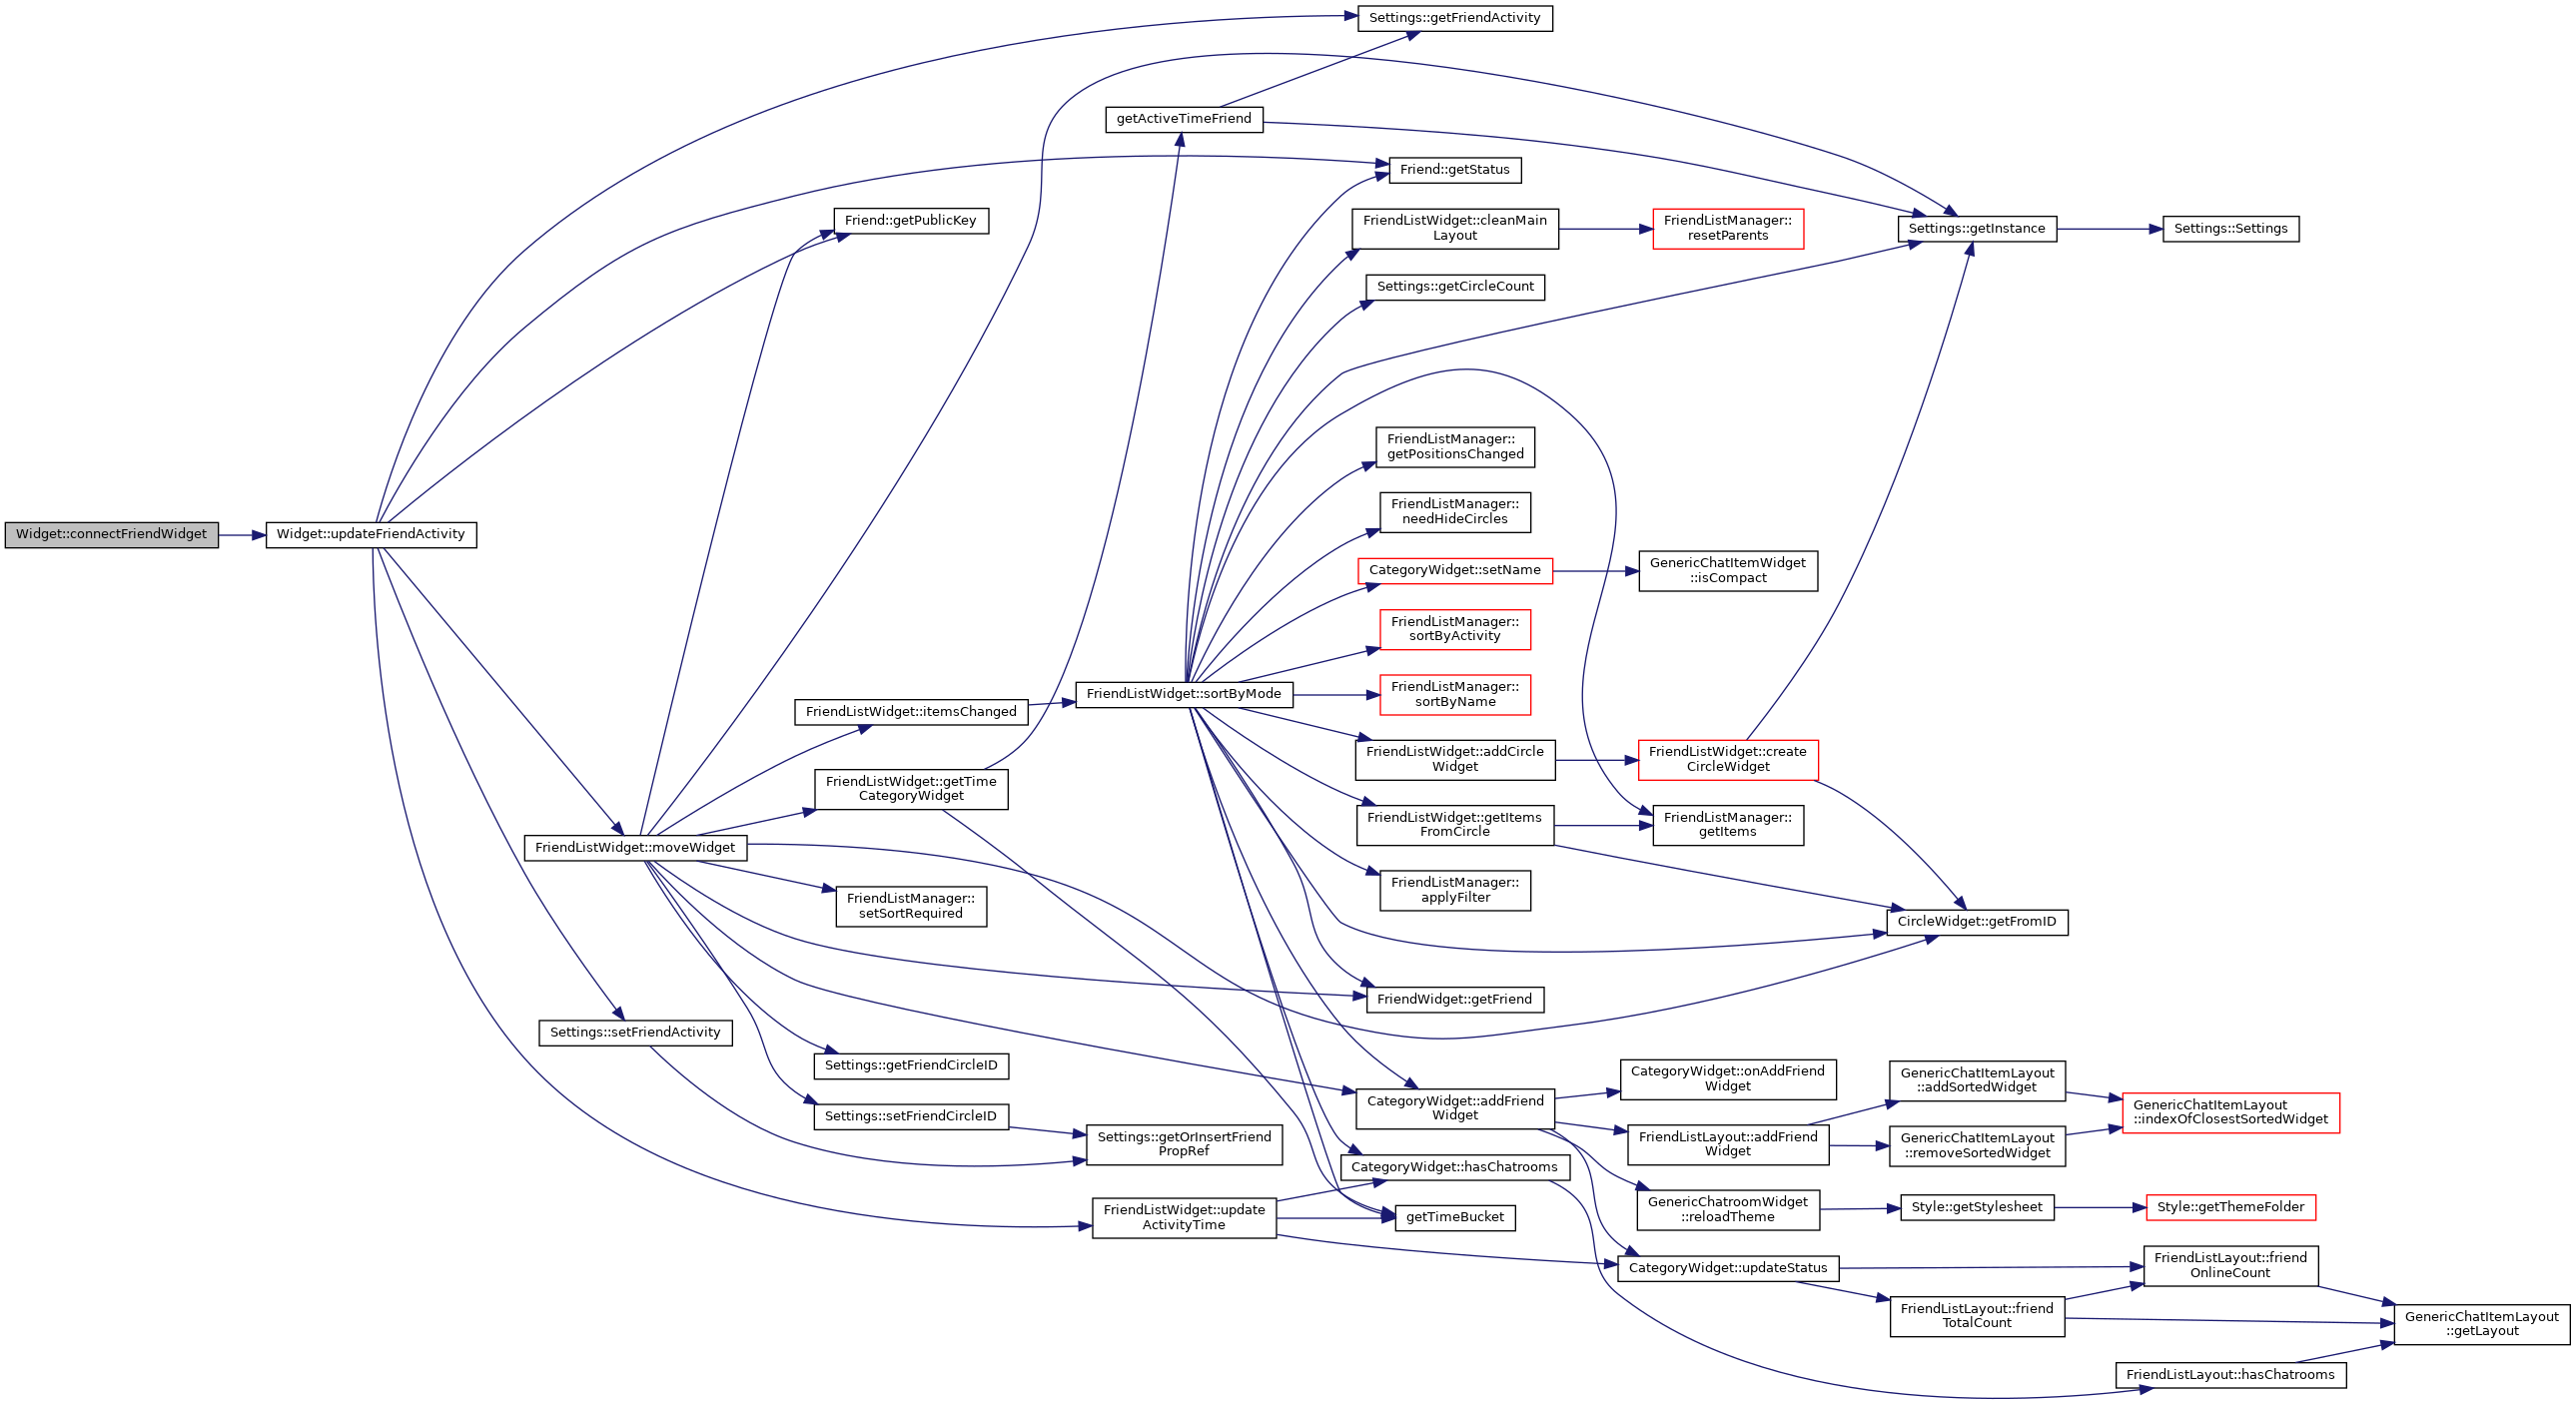 Settings::getFriendActivity
getActiveTimeFriend
Friend::getStatus
Friend::getPublicKey
FriendListWidget::cleanMain
Layout
FriendListManager::
resetParents
Settings::getInstance
Settings::Settings
Settings::getCircleCount
FriendListManager::
getPositionsChanged
FriendListManager::
needHideCircles
Widget::connectFriendWidget
Widget::updateFriendActivity
CategoryWidget::setName
GenericChatItemWidget
::isCompact
FriendListManager::
sortByActivity
FriendListWidget::sortByMode
FriendListManager::
sortByName
FriendListWidget::itemsChanged
FriendListWidget::addCircle
Widget
FriendListWidget::create
CircleWidget
FriendListWidget::getTime
CategoryWidget
FriendListWidget::getItems
FromCircle
FriendListManager::
getItems
FriendListWidget::moveWidget
FriendListManager::
applyFilter
FriendListManager::
setSortRequired
CircleWidget::getFromID
FriendWidget::getFriend
Settings::setFriendActivity
Settings::getFriendCircleID
CategoryWidget::onAddFriend
Widget
GenericChatItemLayout
::addSortedWidget
CategoryWidget::addFriend
Widget
GenericChatItemLayout
::indexOfClosestSortedWidget
Settings::setFriendCircleID
Settings::getOrInsertFriend
PropRef
FriendListLayout::addFriend
Widget
GenericChatItemLayout
::removeSortedWidget
CategoryWidget::hasChatrooms
GenericChatroomWidget
::reloadTheme
Style::getStylesheet
Style::getThemeFolder
FriendListWidget::update
ActivityTime
getTimeBucket
CategoryWidget::updateStatus
FriendListLayout::friend
OnlineCount
FriendListLayout::friend
TotalCount
GenericChatItemLayout
::getLayout
FriendListLayout::hasChatrooms